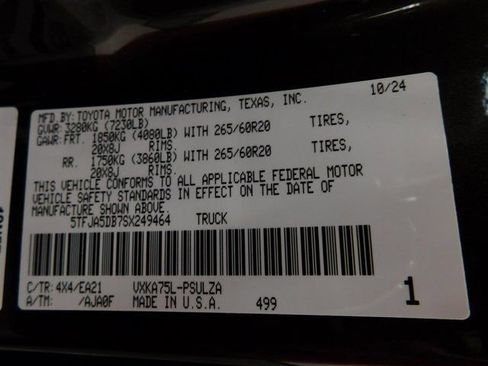 MFD.BY: TOYOTA MOTOR MANUFACTURING, TEXAS, INC. 10/24
GVWR: 3280KG (7230LB)
GAWR: FRT. 1850KG (4080LB) WITH 265/60R20 TIRES,
20X8J RIMS.
RR. 1750KG (3860LB) WITH 265/60R20 TIRES,
20X8J RIMS.
THIS VEHICLE CONFORMS TO ALL APPLICABLE FEDERAL MOTOR
VEHICLE SAFETY STANDARDS IN EFFECT ON THE DATE OF
MANUFACTURE SHOWN ABOVE.
5TFJA5DB7SX249464 TRUCK
C/TR: 4X4/EA21 VXKA75L-PSULZA
A/TM: /AJA0F MADE IN U.S.A. 499 1